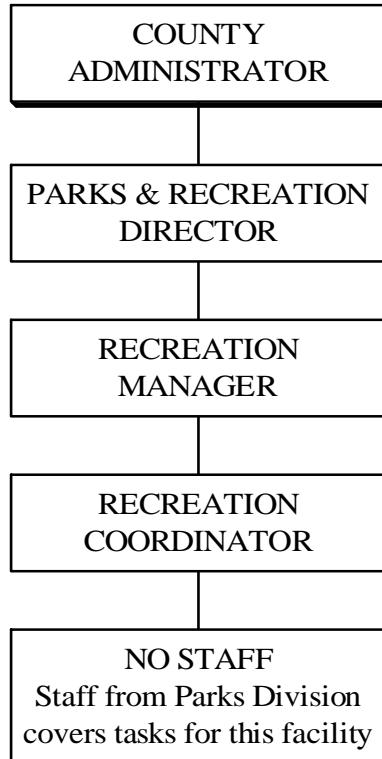 COUNTY
ADMINISTRATOR
PARKS & RECREATION
DIRECTOR
RECREATION
MANAGER
RECREATION
COORDINATOR
NO STAFF
Staff from Parks Division
covers tasks for this facility